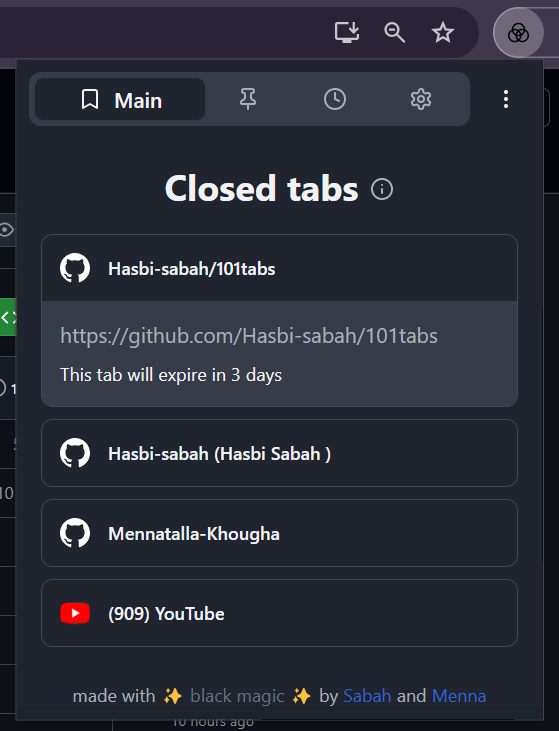 Main
Closed tabs
Hasbi-sabah/101tabs
https://github.com/Hasbi-sabah/101tabs
This tab will expire in 3 days
Hasbi-sabah (Hasbi Sabah )
Mennatalla-Khougha
(909) YouTube
made with ✨ black magic ✨ by Sabah and Menna
10 hours ago